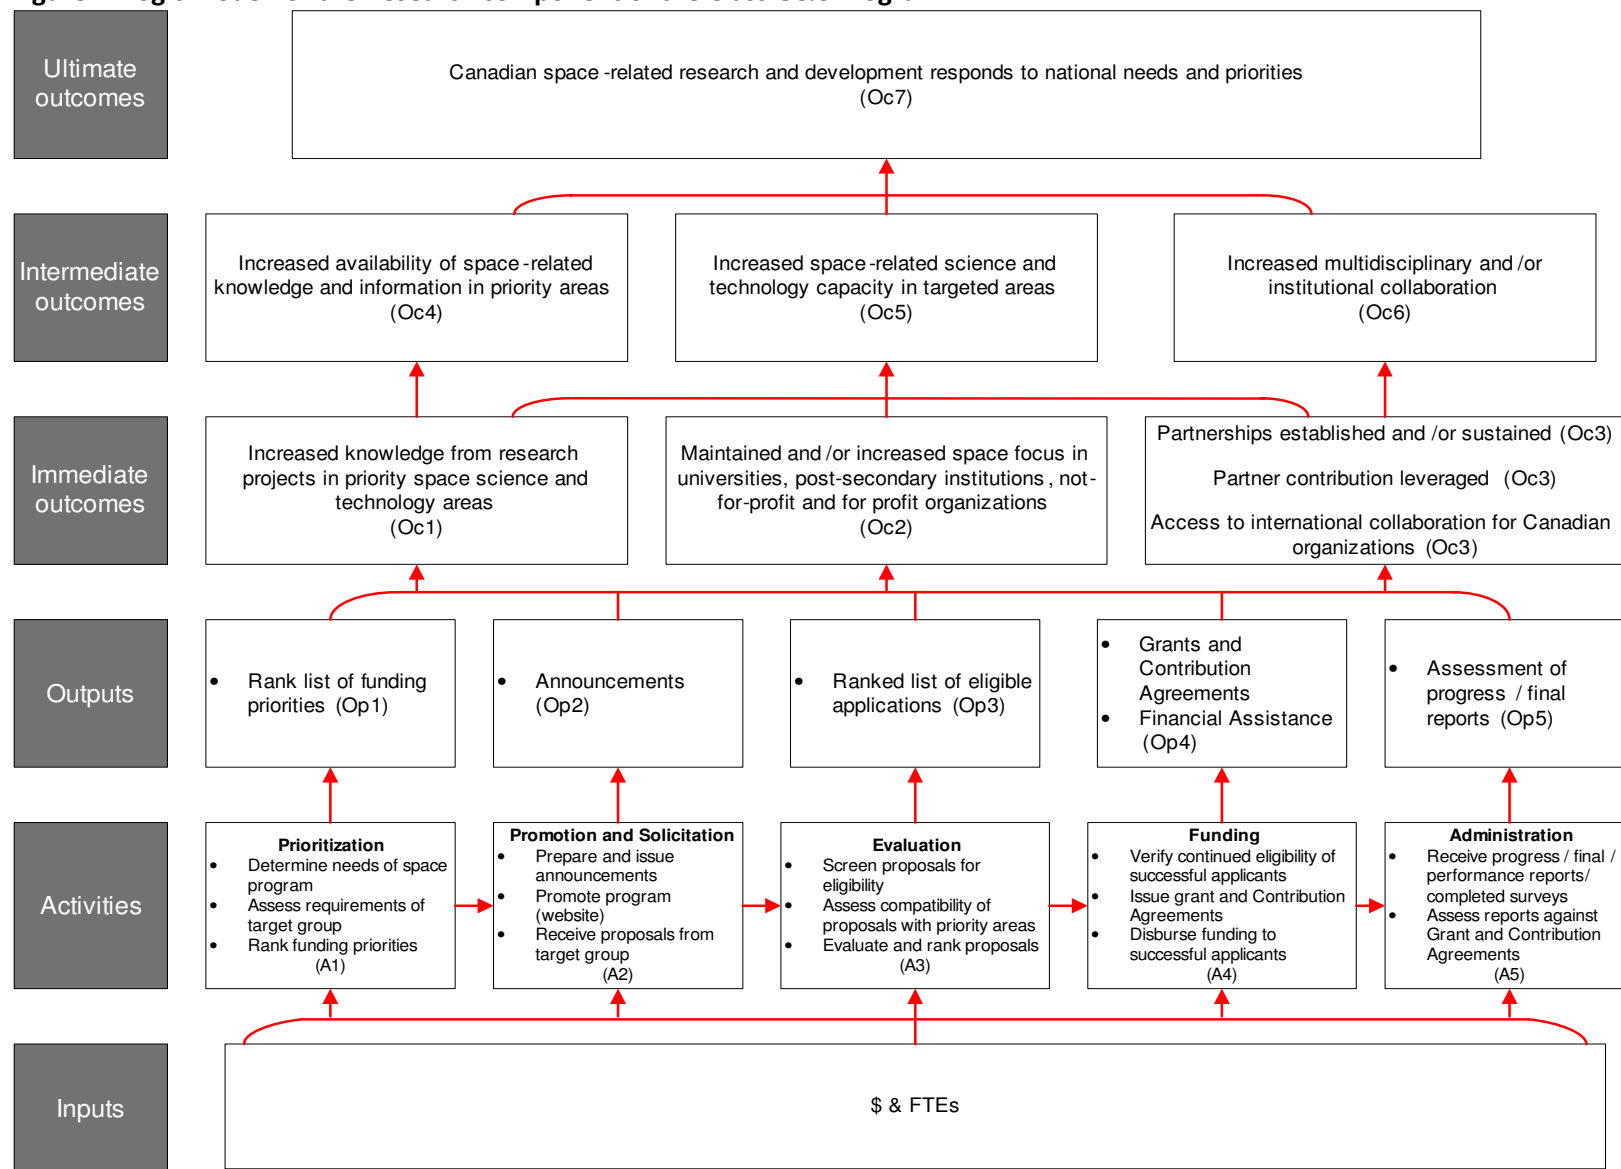 Ultimate
outcomes
Canadian space-related research and development responds to national needs and priorities
(Oc7)
Intermediate
outcomes
Increased availability of space-related
knowledge and information in priority areas
(Oc4)
Increased space-related science and
technology capacity in targeted areas
(Oc5)
Increased multidisciplinary and /or
institutional collaboration
(Oc6)
Immediate
outcomes
Increased knowledge from research
projects in priority space science and
technology areas
(Oc1)
Maintained and /or increased space focus in
universities, post-secondary institutions , not-
for-profit and for profit organizations
(Oc2)
Partnerships established and /or sustained (Oc3)
Partner contribution leveraged (Oc3)
Access to international collaboration for Canadian
organizations (Oc3)
Outputs
• Rank list of funding
priorities (Op1)
• Announcements
(Op2)
• Ranked list of eligible
applications (Op3)
• Grants and
Contribution
Agreements
• Financial Assistance
(Op4)
• Assessment of
progress / final
reports (Op5)
Activities
Prioritization
• Determine needs of space
program
• Assess requirements of
target group
• Rank funding priorities
(A1)
Promotion and Solicitation
• Prepare and issue
announcements
• Promote program
(website)
• Receive proposals from
target group
(A2)
Evaluation
• Screen proposals for
eligibility
• Assess compatibility of
proposals with priority areas
• Evaluate and rank proposals
(A3)
Funding
• Verify continued eligibility of
successful applicants
• Issue grant and Contribution
Agreements
• Disburse funding to
successful applicants
(A4)
Administration
• Receive progress / final /
performance reports/
completed surveys
• Assess reports against
Grant and Contribution
Agreements
(A5)
Inputs
$ & FTEs